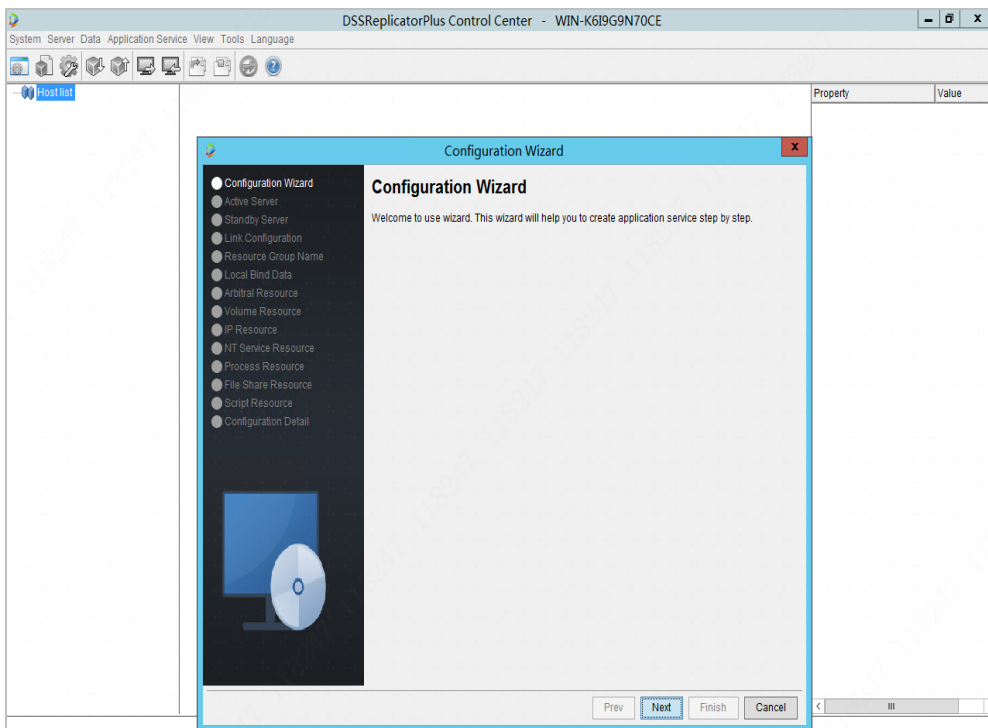 DSSReplicatorPlus Control Center - WIN-K6I9G9N70CE
System Server Data Application Service View Tools Language
Host list
Property Value
Configuration Wizard
Configuration Wizard
Active Server
Standby Server
Link Configuration
Resource Group Name
Local Bind Data
Arbitral Resource
Volume Resource
IP Resource
NT Service Resource
Process Resource
File Share Resource
Script Resource
Configuration Detail
Configuration Wizard
Welcome to use wizard. This wizard will help you to create application service step by step.
Prev Next Finish Cancel